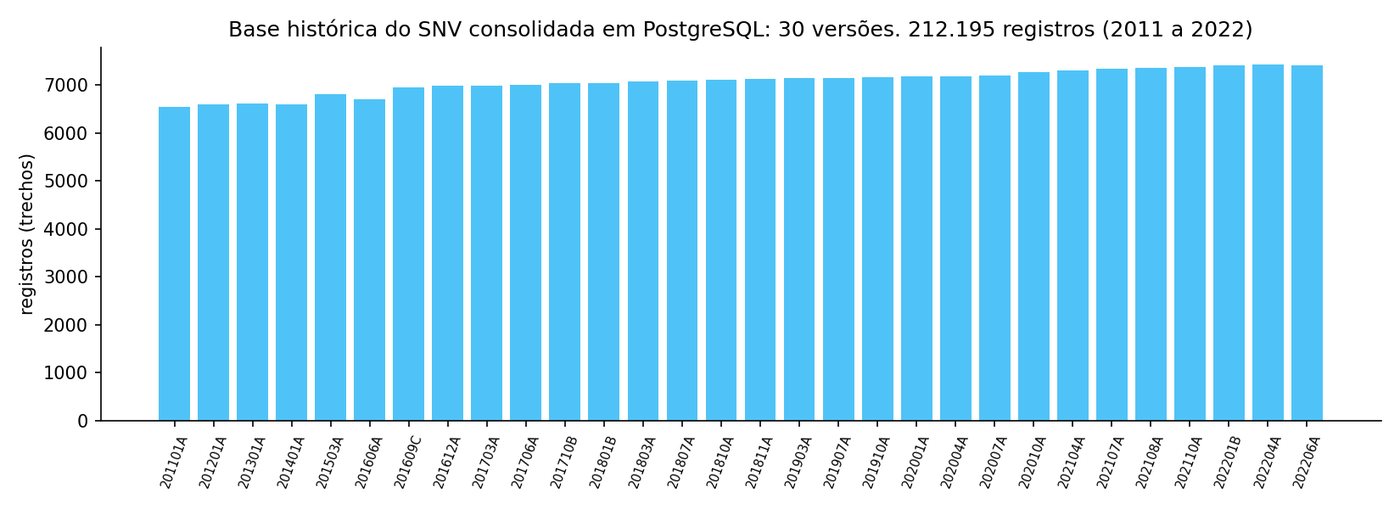 Base histórica do SNV consolidada em PostgreSQL: 30 versões. 212.195 registros (2011 a 2022)
registros (trechos)
7000
6000
5000
4000
3000
2000
1000
0
201101A
201201A
201301A
201401A
201503A
201606A
201609C
201612A
201703A
201706A
201710B
201801B
201803A
201807A
201810A
201811A
201903A
201907A
201910A
202001A
202004A
202007A
202010A
202104A
202107A
202108A
202110A
202201B
202204A
202206A